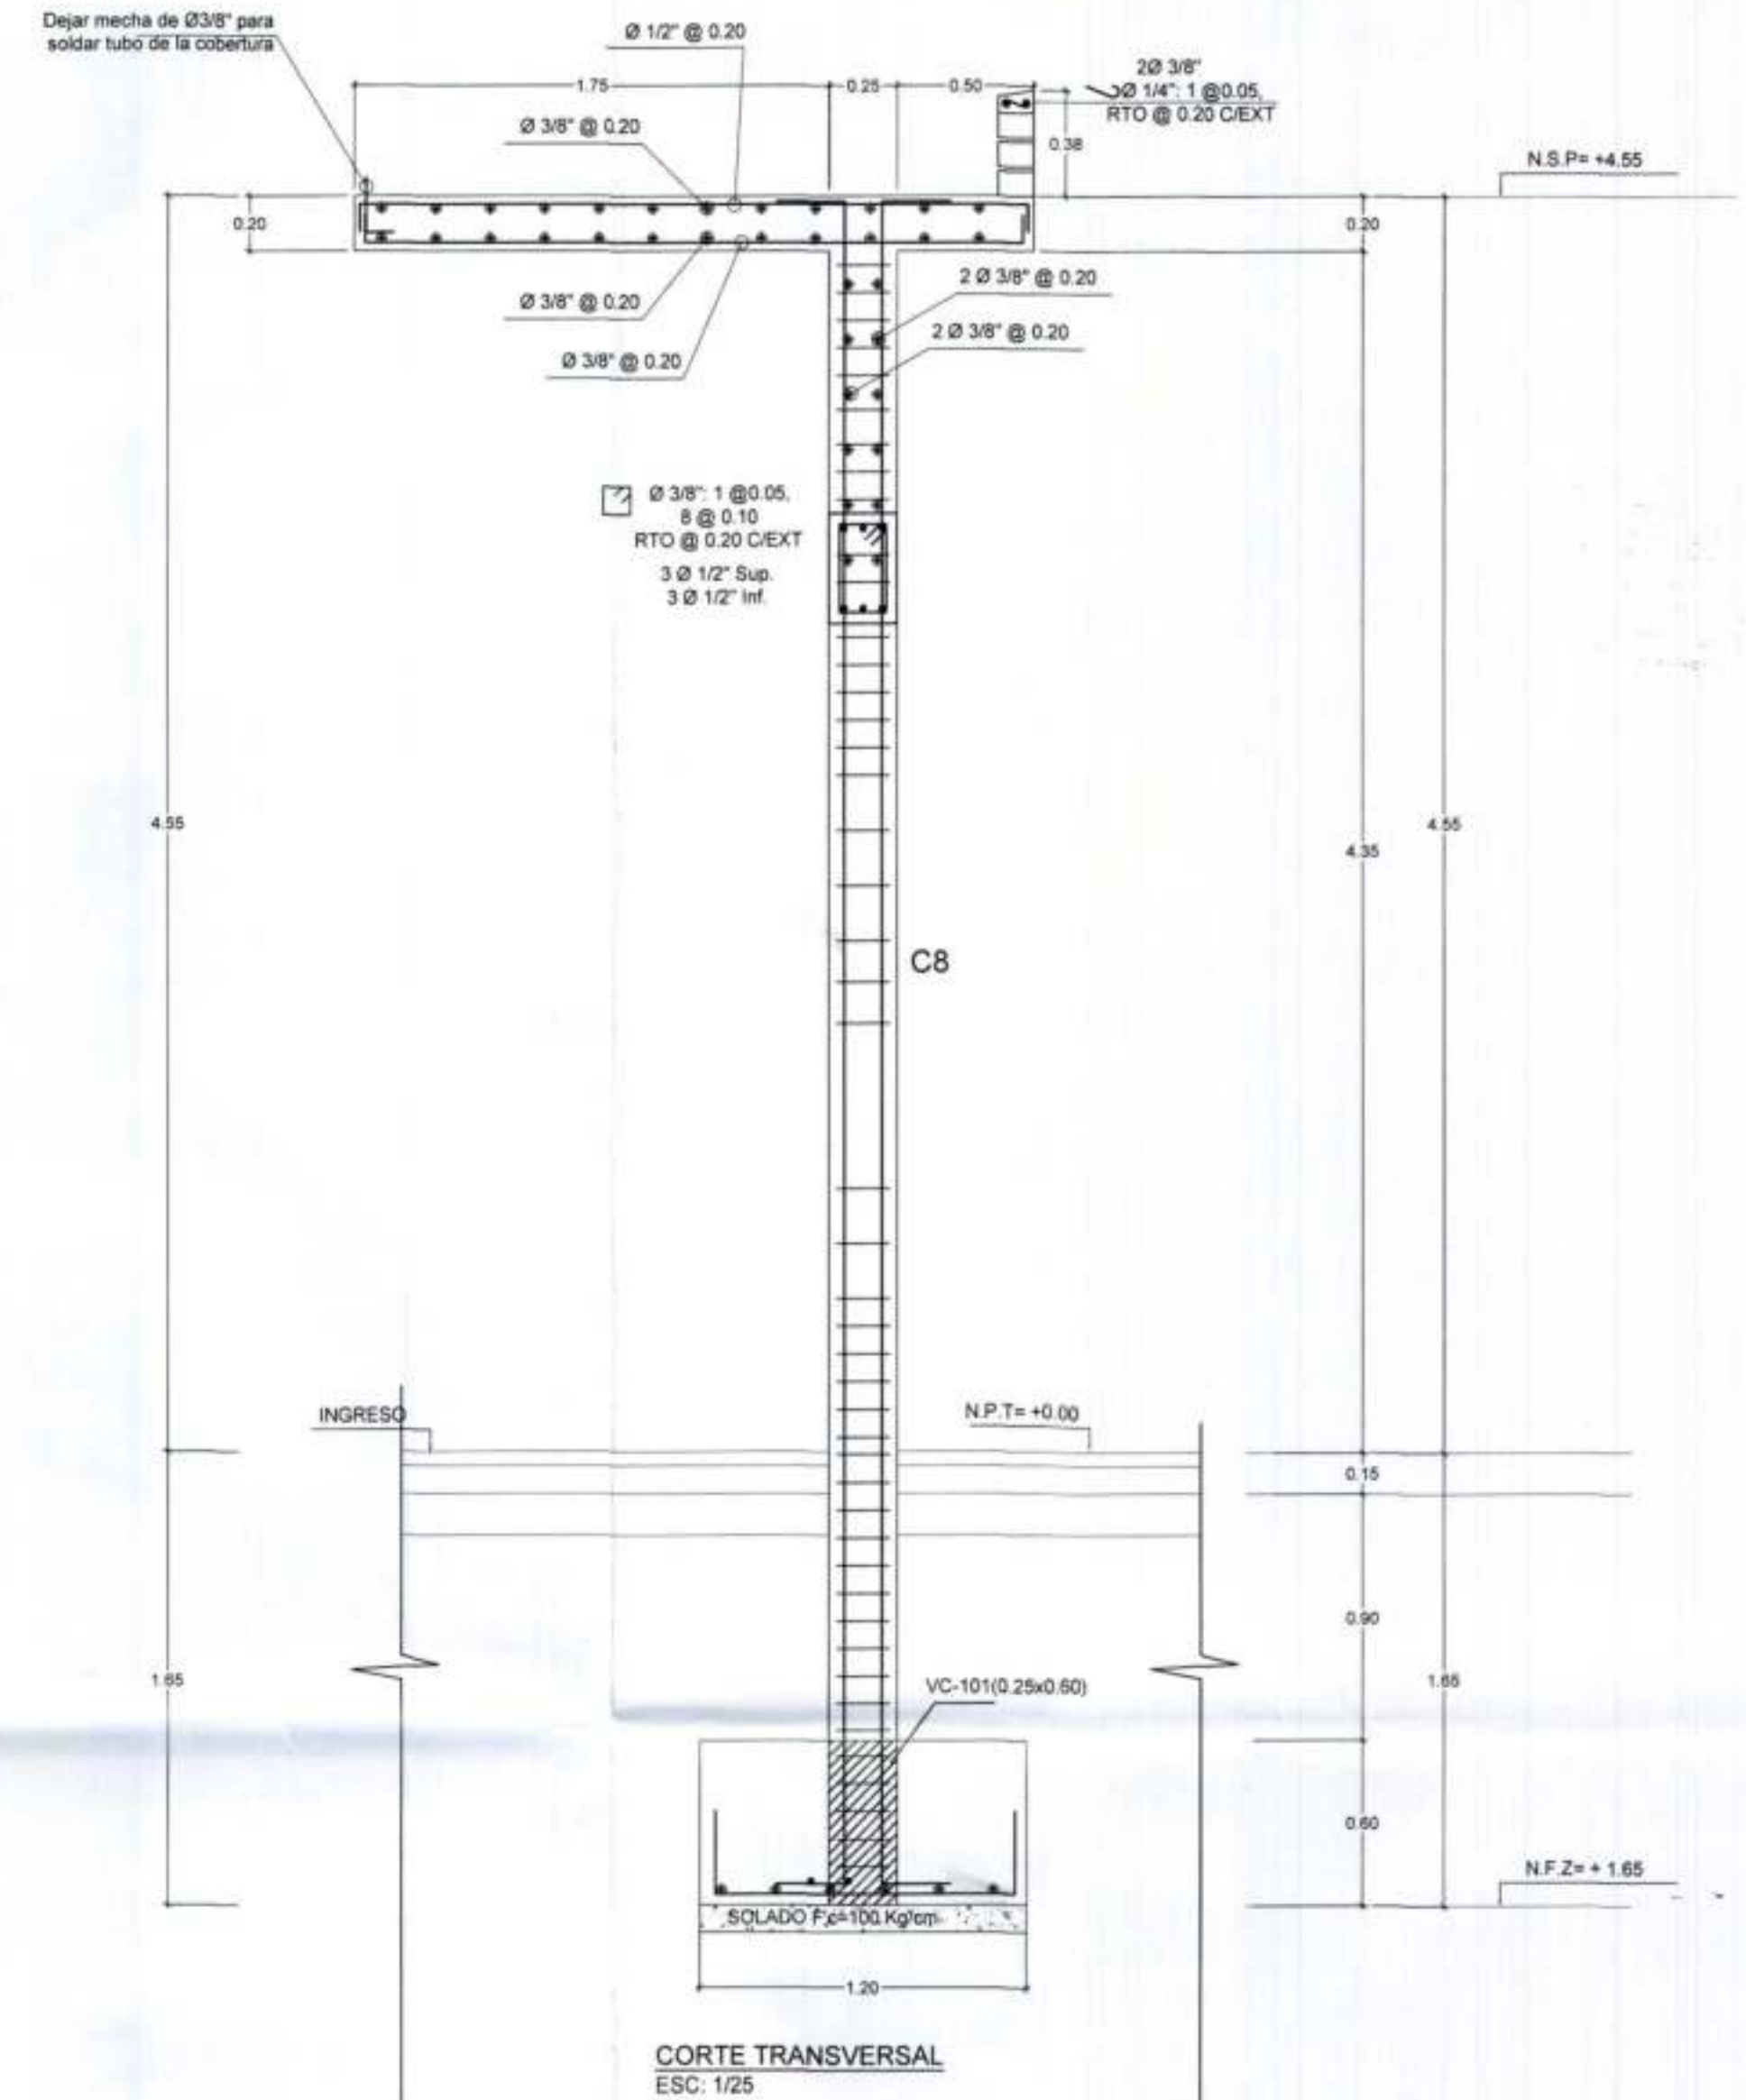 Dejar mecha de Ø3/8" para
soldar tubo de la cobertura
Ø 1/2" @ 0.20
1.75
0.25
0.50
2Ø 3/8"
Ø 1/4": 1 @0.05,
RTO @ 0.20 C/EXT
Ø 3/8" @ 0.20
0.38
N.S.P= +4.55
0.20
0.20
Ø 3/8" @ 0.20
2 Ø 3/8" @ 0.20
2 Ø 3/8" @ 0.20
Ø 3/8" @ 0.20
Ø 3/8": 1 @0.05,
8 @ 0.10
RTO @ 0.20 C/EXT
3 Ø 1/2" Sup.
3 Ø 1/2" Inf.
4.55
4.35
4.55
C8
INGRESO
N.P.T= +0.00
0.15
0.90
1.65
1.65
VC-101(0.25x0.60)
0.60
N.F.Z= + 1.65
SOLADO F'c=100 Kg/cm
1.20
CORTE TRANSVERSAL
ESC: 1/25